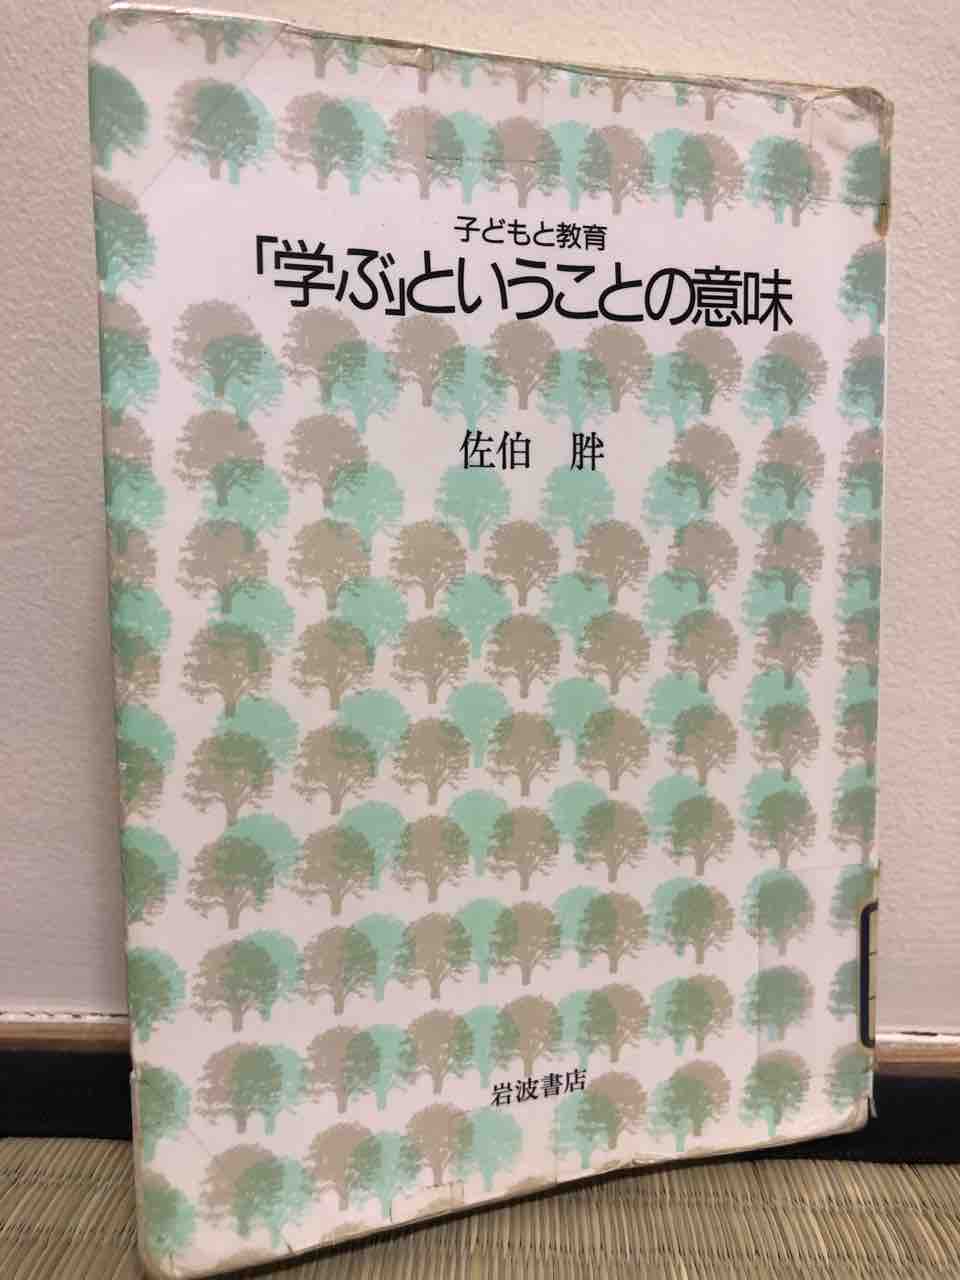 子どもと教育
「学ぶ」ということの意味
佐伯 胖
岩波書店